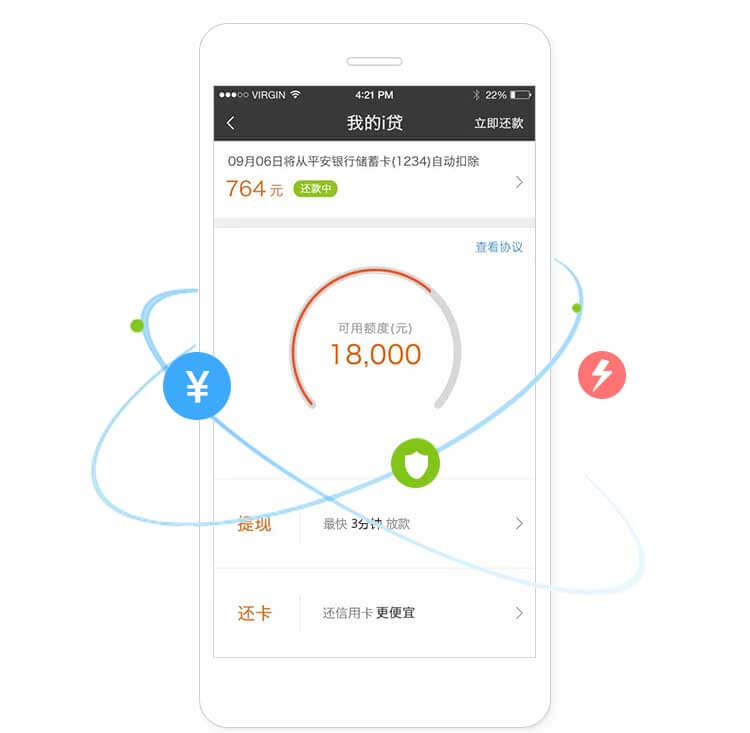 VIRGIN 4:21 PM 22%
我的i贷 立即还款
09月06日将从平安银行储蓄卡(1234)自动扣除
764元 还款中
查看协议
可用额度(元)
18,000
¥
提现 最快 3分钟 放款
还卡 还信用卡 更便宜